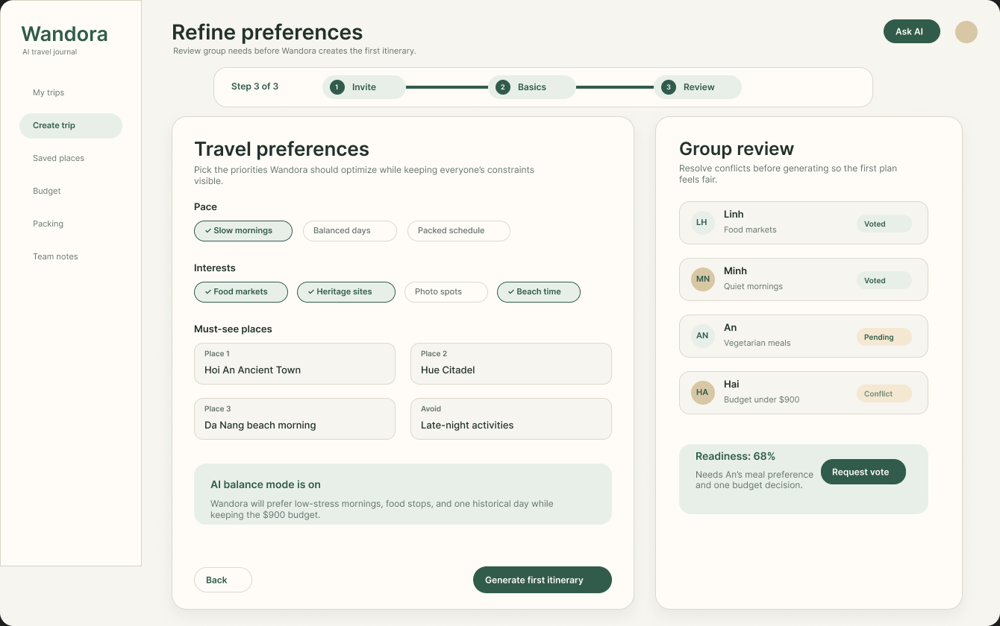 Wandora
AI travel journal
My trips
Create trip
Saved places
Budget
Packing
Team notes
Refine preferences
Review group needs before Wandora creates the first itinerary.
Ask AI
Step 3 of 3
1 Invite
2 Basics
3 Review
Travel preferences
Pick the priorities Wandora should optimize while keeping everyone's constraints
visible.
Pace
✓ Slow mornings
Balanced days
Packed schedule
Interests
✓ Food markets
✓ Heritage sites
Photo spots
✓ Beach time
Must-see places
Place 1
Hoi An Ancient Town
Place 2
Hue Citadel
Place 3
Da Nang beach morning
Avoid
Late-night activities
AI balance mode is on
Wandora will prefer low-stress mornings, food stops, and one historical day while
keeping the $900 budget.
Back
Generate first itinerary
Group review
Resolve conflicts before generating so the first plan
feels fair.
LH
Linh
Food markets
Voted
MN
Minh
Quiet mornings
Voted
AN
An
Vegetarian meals
Pending
HA
Hai
Budget under $900
Conflict
Readiness: 68%
Needs An's meal preference
and one budget decision.
Request vote